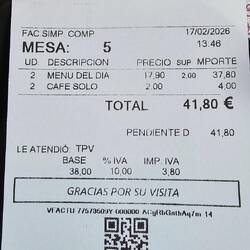 FAC SIMP. COMP 17/02/2026
MESA: 5 13:46
UD DESCRIPCION PRECIO SUP IMPORTE
2 MENU DEL DIA 17,90 2,00 37,80
2 CAFE SOLO 2,00 4,00
TOTAL 41,80 €
PENDIENTE D 41,80
LE ATENDIÓ TPV
BASE % IVA IMP. IVA
38,00 10,00 3,80
GRACIAS POR SU VISITA